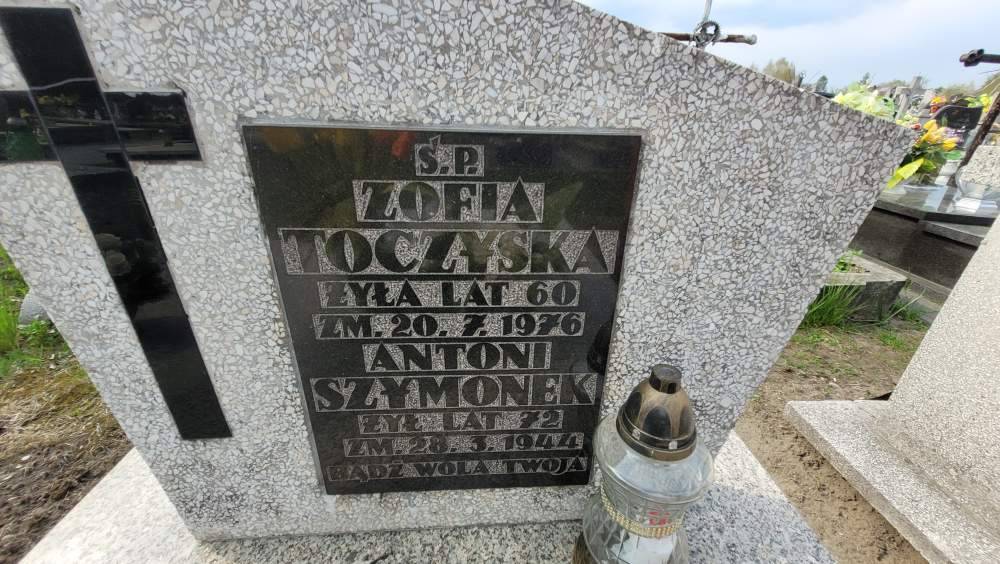 Ś.P.
ZOFIA
TOCZYSKA
ŻYŁA LAT 60
ZM. 20. 7. 1976
ANTONI
SZYMONEK
ŻYŁ LAT 72
ZM. 28. 3. 1944
BĄDŹ WOLA TWOJA